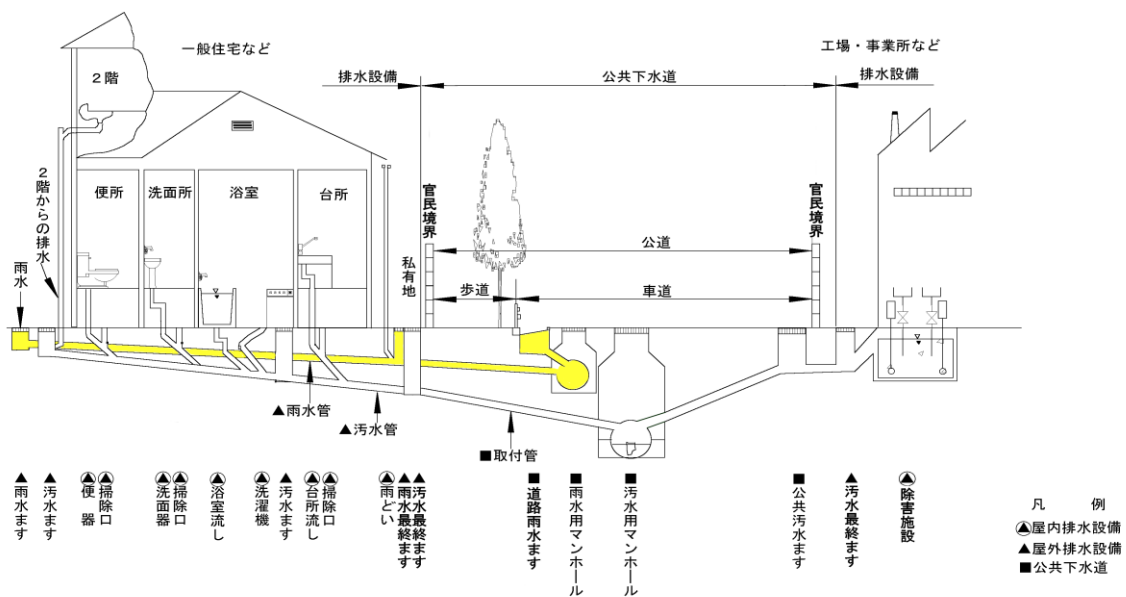 一般住宅など
工場・事業所など
排水設備
公共下水道
排水設備
2階
2階からの排水
雨水
便所
洗面所
浴室
台所
官民境界
私有地
公道
歩道
車道
官民境界
▲雨水管
▲汚水管
■取付管
▲雨水ます
▲汚水ます
▲便器
▲掃除口
▲洗面器
▲掃除口
▲浴室流し
▲洗濯機
▲汚水ます
▲台所流し
▲掃除口
▲雨どい
▲雨水最終ます
▲汚水最終ます
■道路雨水ます
■雨水用マンホール
■汚水用マンホール
■公共汚水ます
▲汚水最終ます
▲除害施設
凡 例
▲屋内排水設備
▲屋外排水設備
■公共下水道